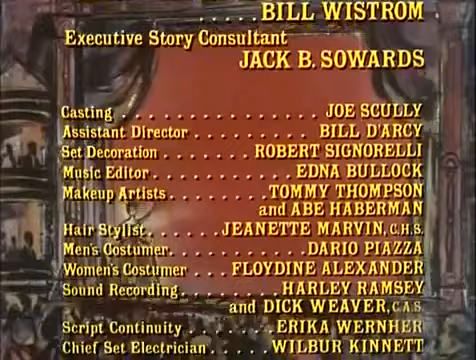 . . . . . BILL WISTROM
Executive Story Consultant
JACK B. SOWARDS
Casting . . . . . . . . . . . . . . . JOE SCULLY
Assistant Director . . . . . . . . . BILL D'ARCY
Set Decoration . . . . . . . ROBERT SIGNORELLI
Music Editor . . . . . . . . . . . EDNA BULLOCK
Makeup Artists . . . . . . . . TOMMY THOMPSON
and ABE HABERMAN
Hair Stylist . . . . . . JEANETTE MARVIN, C.H.S.
Men's Costumer. . . . . . . . . . . DARIO PIAZZA
Women's Costumer . . . FLOYDINE ALEXANDER
Sound Recording. . . . . . . . . HARLEY RAMSEY
and DICK WEAVER, C.A.S.
Script Continuity . . . . . . . ERIKA WERNHER
Chief Set Electrician . . . . . WILBUR KINNETT